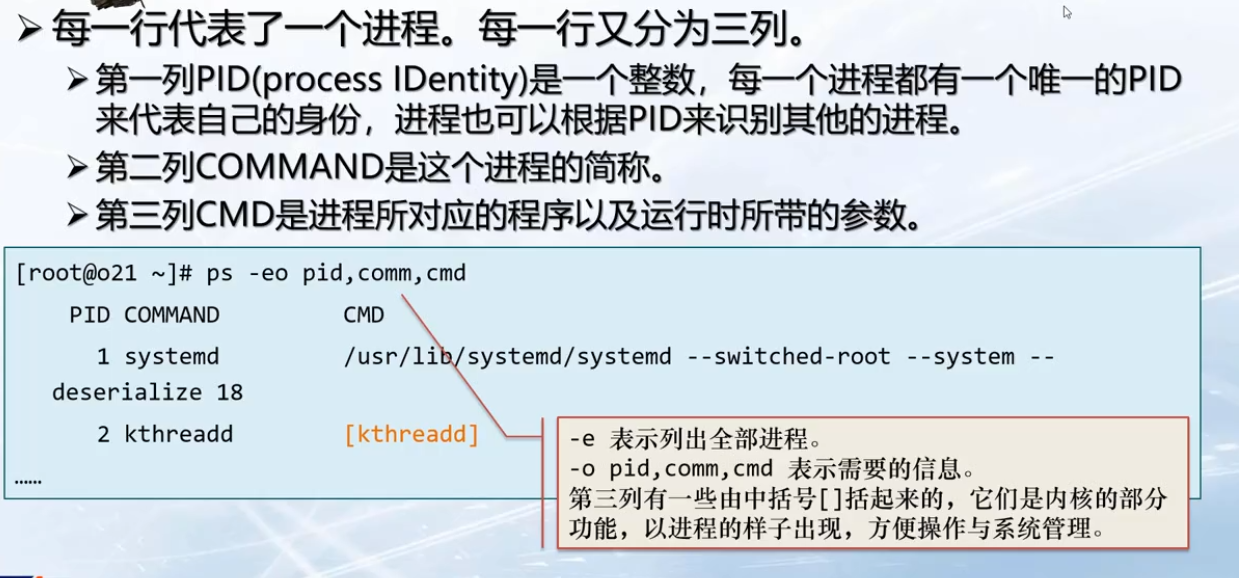 ➢ 每一行代表了一个进程。每一行又分为三列。
➢ 第一列PID(process IDentity)是一个整数，每一个进程都有一个唯一的PID
来代表自己的身份，进程也可以根据PID来识别其他的进程。
➢ 第二列COMMAND是这个进程的简称。
➢ 第三列CMD是进程所对应的程序以及运行时所带的参数。
[root@o21 ~]# ps -eo pid,comm,cmd
PID COMMAND CMD
1 systemd /usr/lib/systemd/systemd --switched-root --system --
deserialize 18
2 kthreadd [kthreadd]
……
-e 表示列出全部进程。
-o pid,comm,cmd 表示需要的信息。
第三列有一些由中括号[]括起来的，它们是内核的部分
功能，以进程的样子出现，方便操作与系统管理。